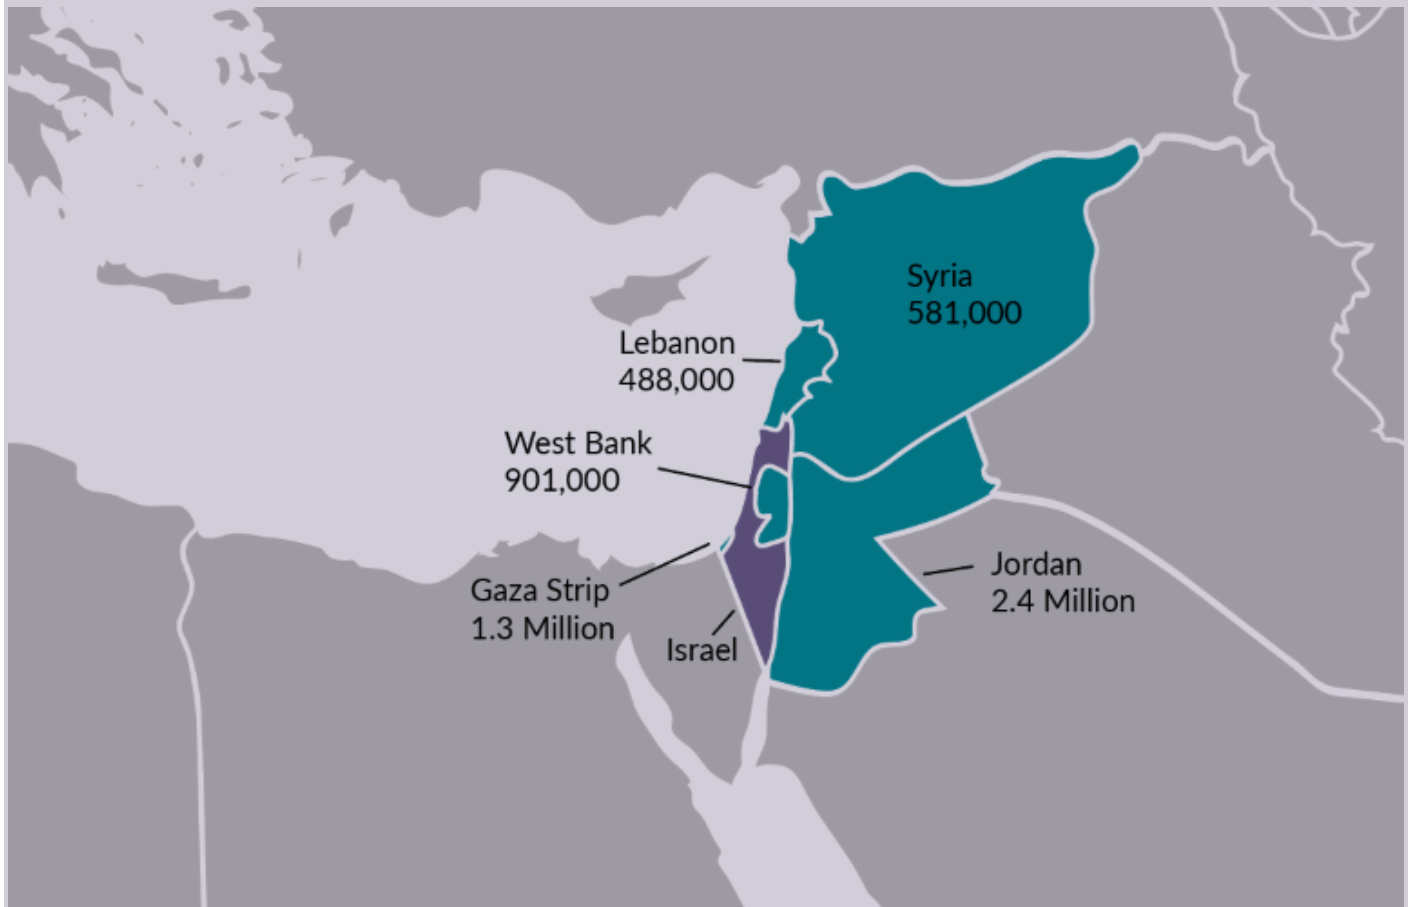 Syria
581,000
Lebanon
488,000
West Bank
901,000
Gaza Strip
1.3 Million
Israel
Jordan
2.4 Million